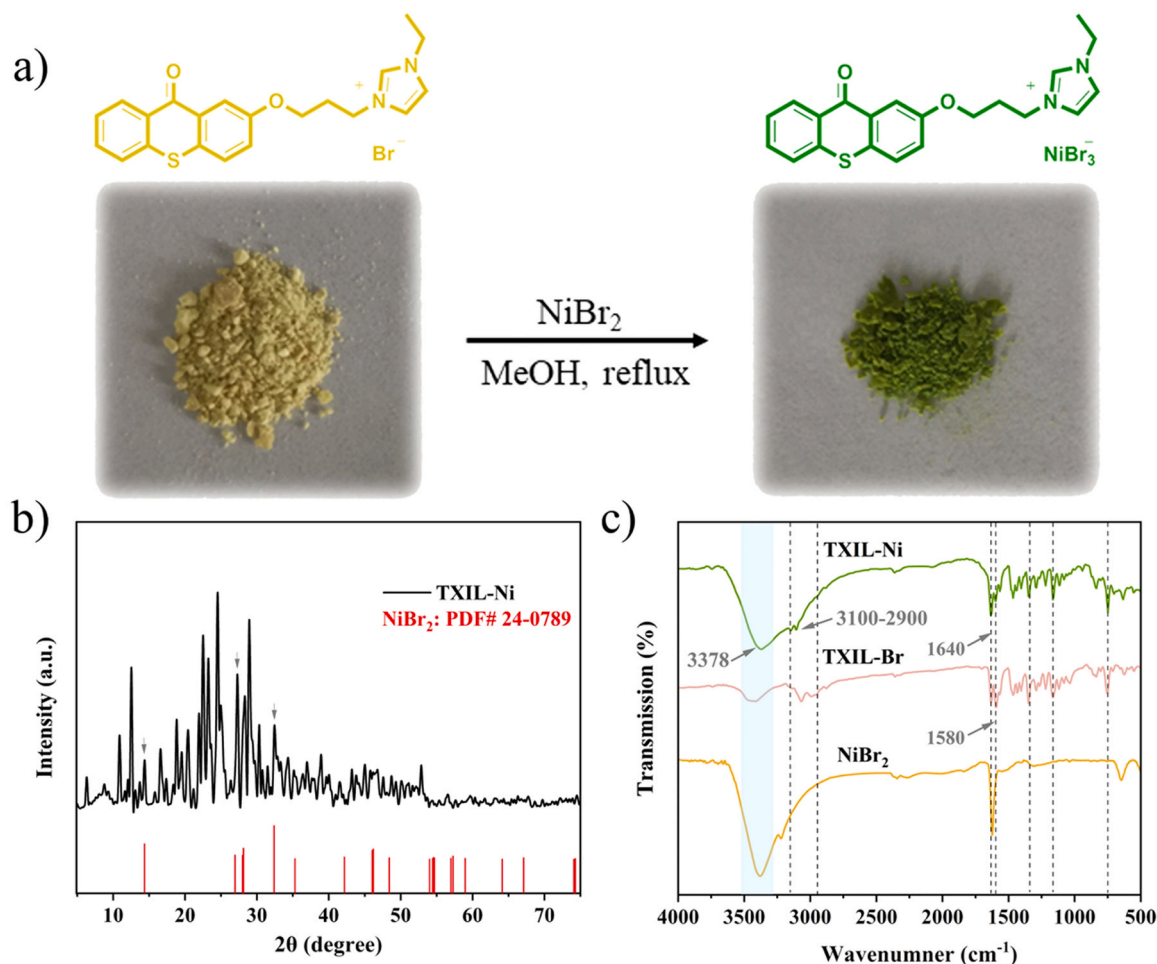 a)
O
O
S
N
+
N
Br⁻
O
O
S
N
+
N
NiBr₃⁻
NiBr₂
MeOH, reflux
b)
TXIL-Ni
NiBr₂: PDF# 24-0789
Intensity (a.u.)
10 20 30 40 50 60 70
2θ (degree)
c)
TXIL-Ni
3100-2900
3378
1640
TXIL-Br
1580
NiBr₂
Transmission (%)
4000 3500 3000 2500 2000 1500 1000 500
Wavenumner (cm⁻¹)